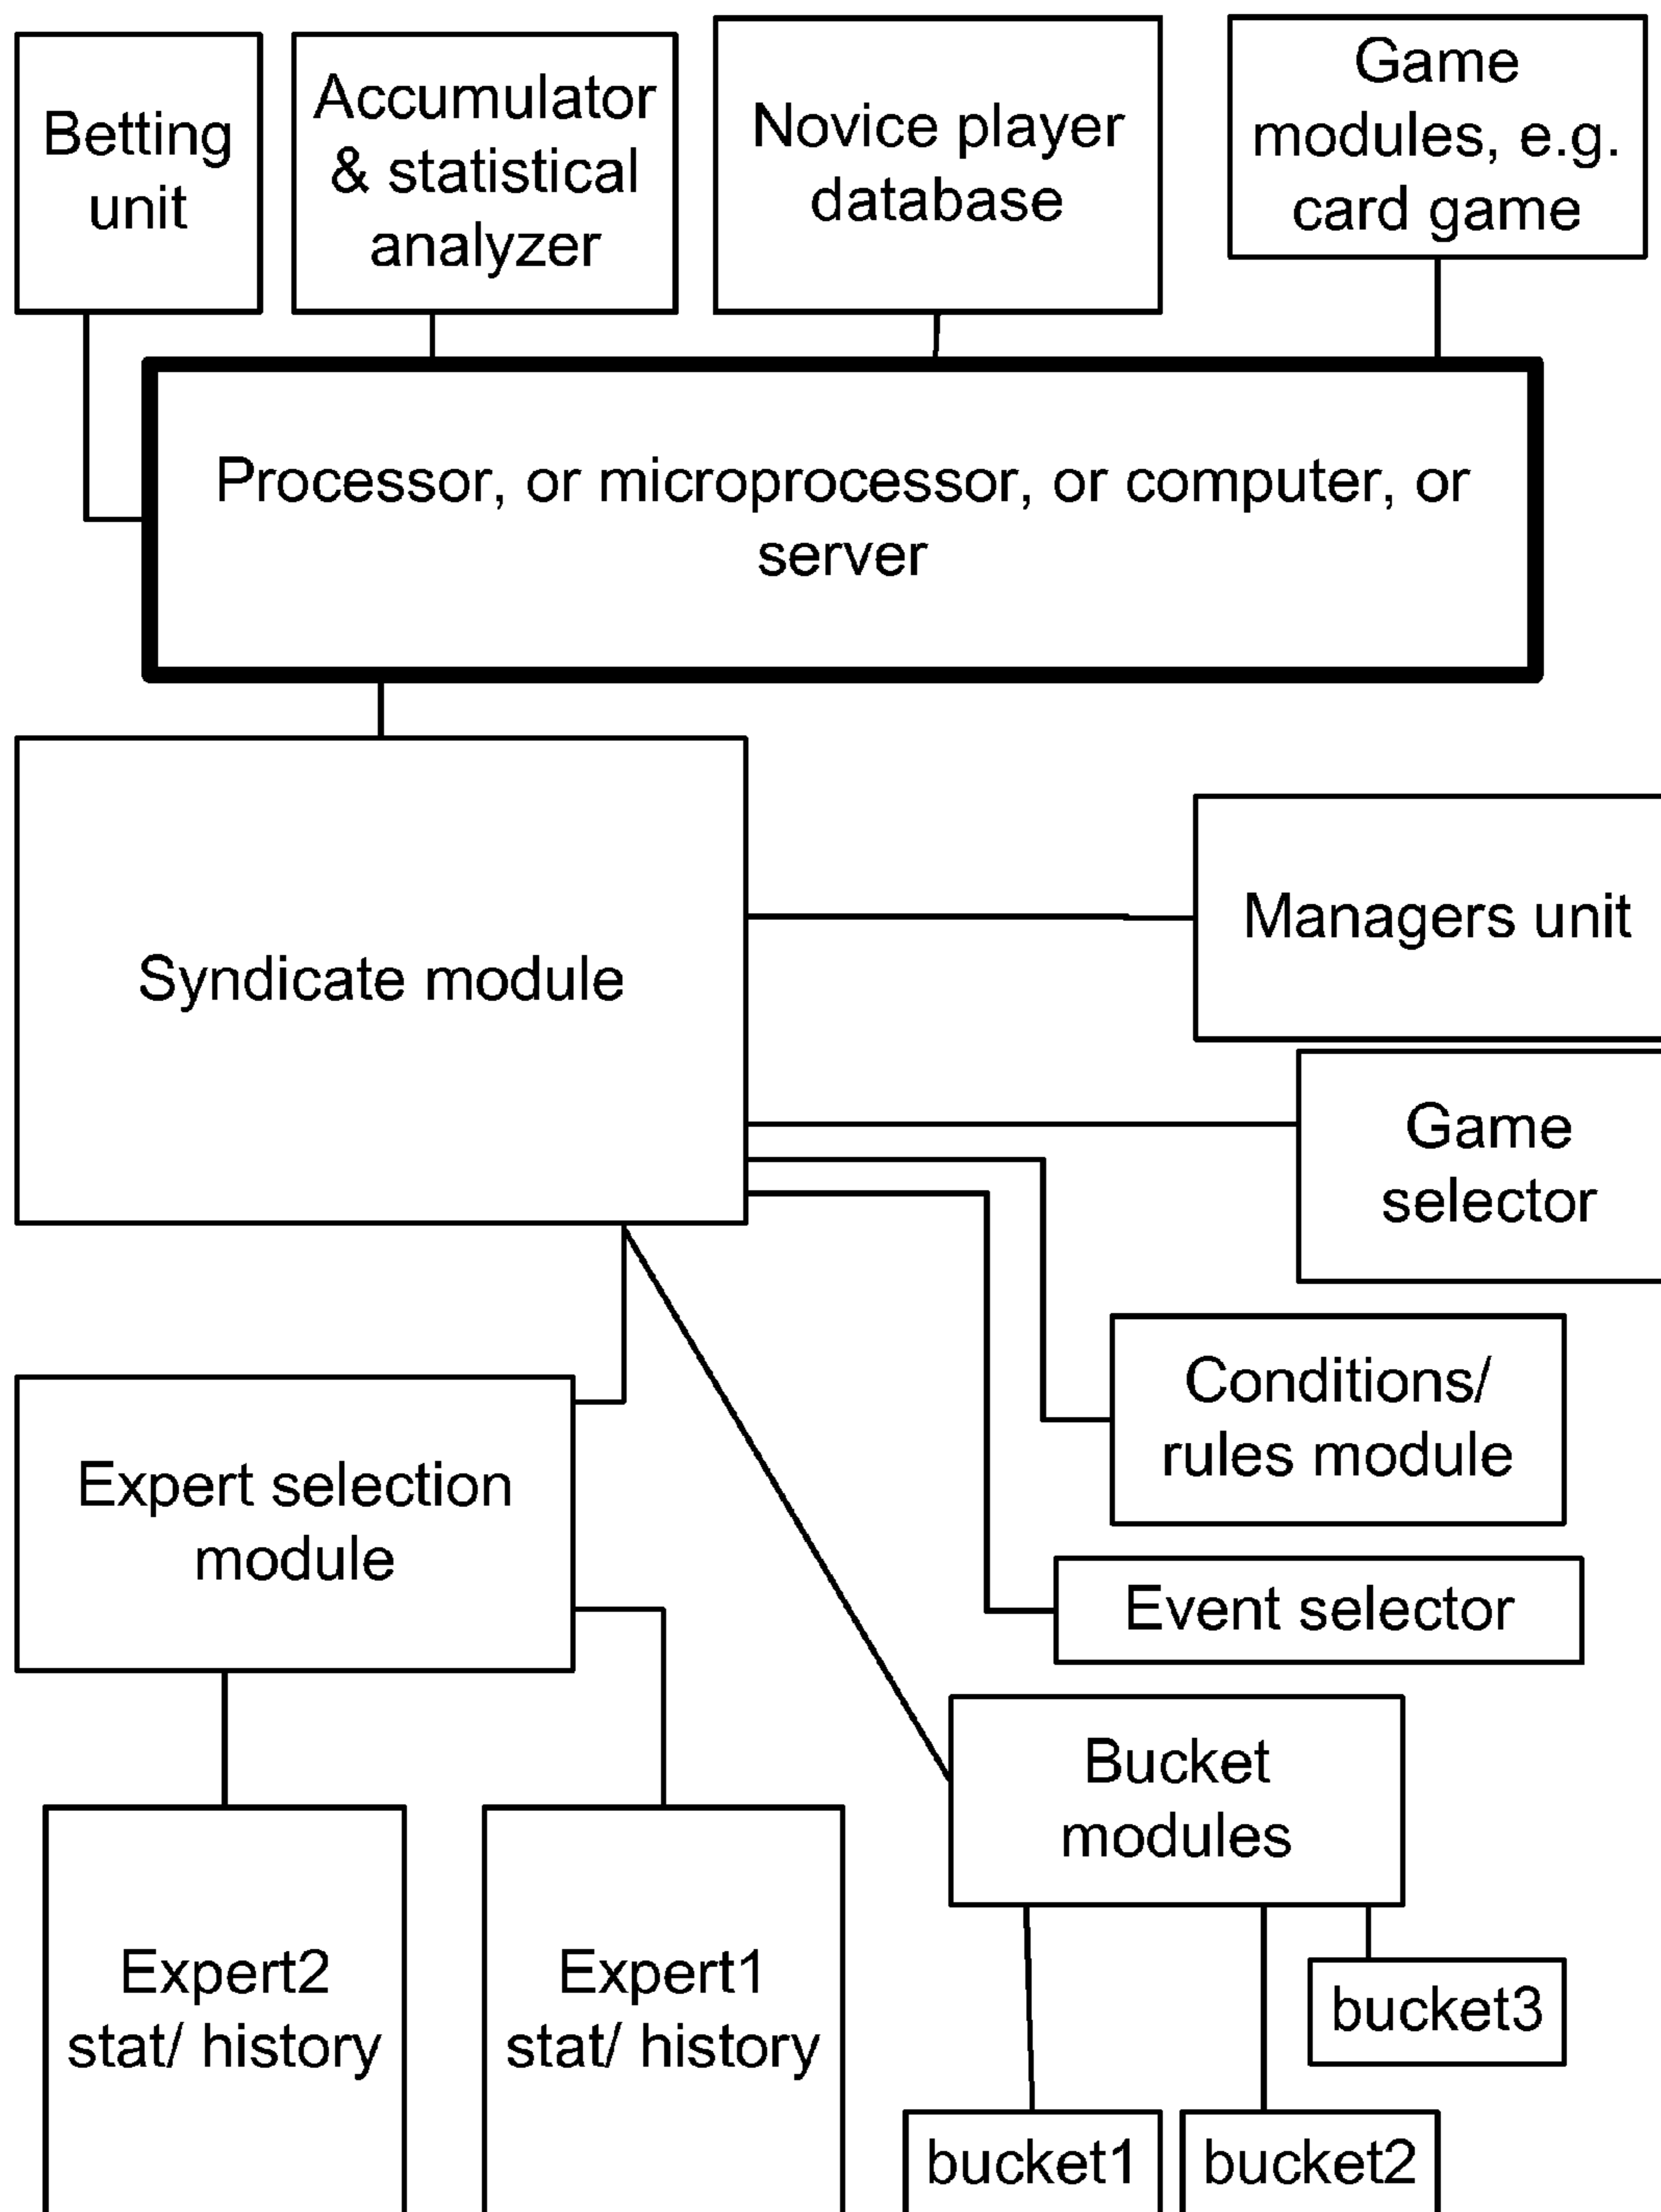 Betting
unit
Accumulator
& statistical
analyzer
Novice player
database
Game
modules, e.g.
card game
Processor, or microprocessor, or computer, or
server
Syndicate module
Managers unit
Game
selector
Conditions/
rules module
Expert selection
module
Event selector
Bucket
modules
Expert2
stat/ history
Expert1
stat/ history
bucket3
bucket1
bucket2